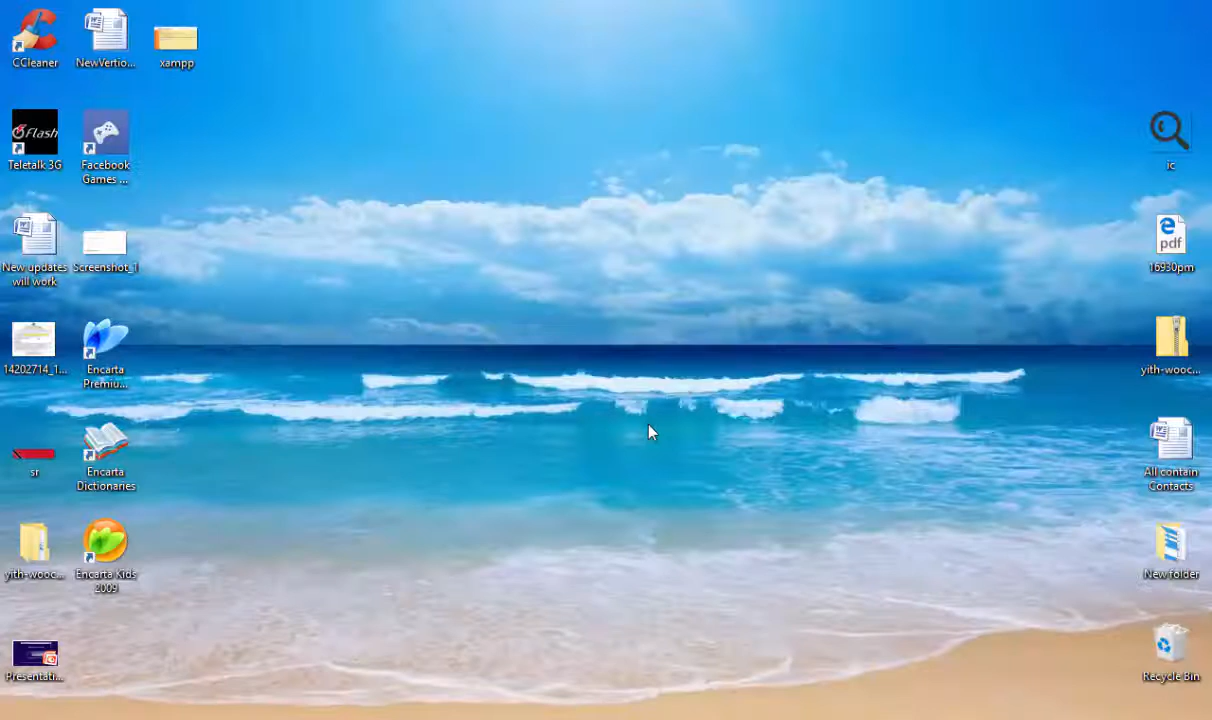 CCleaner
NewVertio...
xampp
Flash
Teletalk 3G
Facebook
Games ...
ic
New updates
will work
Screenshot_1
pdf
16930pm
14202714_1...
Encarta
Premiu...
yith-wooc...
sr
Encarta
Dictionaries
All contain
Contacts
yith-wooc...
Encarta Kids
2009
New folder
Presentati...
Recycle Bin